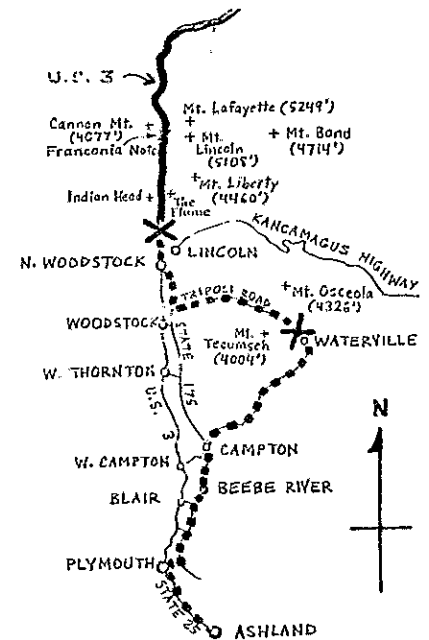 U.S. 3
Mt. Lafayette (5249')
Cannon Mt.
(4077')
Franconia Notch
Mt.
Lincoln
(5108')
Mt. Bond
(4714')
Mt. Liberty
(4460')
Indian Head
The
Flume
LINCOLN
KANCAMAGUS HIGHWAY
N. WOODSTOCK
TRIPOLI ROAD
Mt. Osceola
(4326')
WOODSTOCK
STATE
175
Mt.
Tecumseh
(4004')
WATERVILLE
W. THORNTON
U.S.
3
N
CAMPTON
W. CAMPTON
BEEBE RIVER
BLAIR
PLYMOUTH
STATE 25
ASHLAND